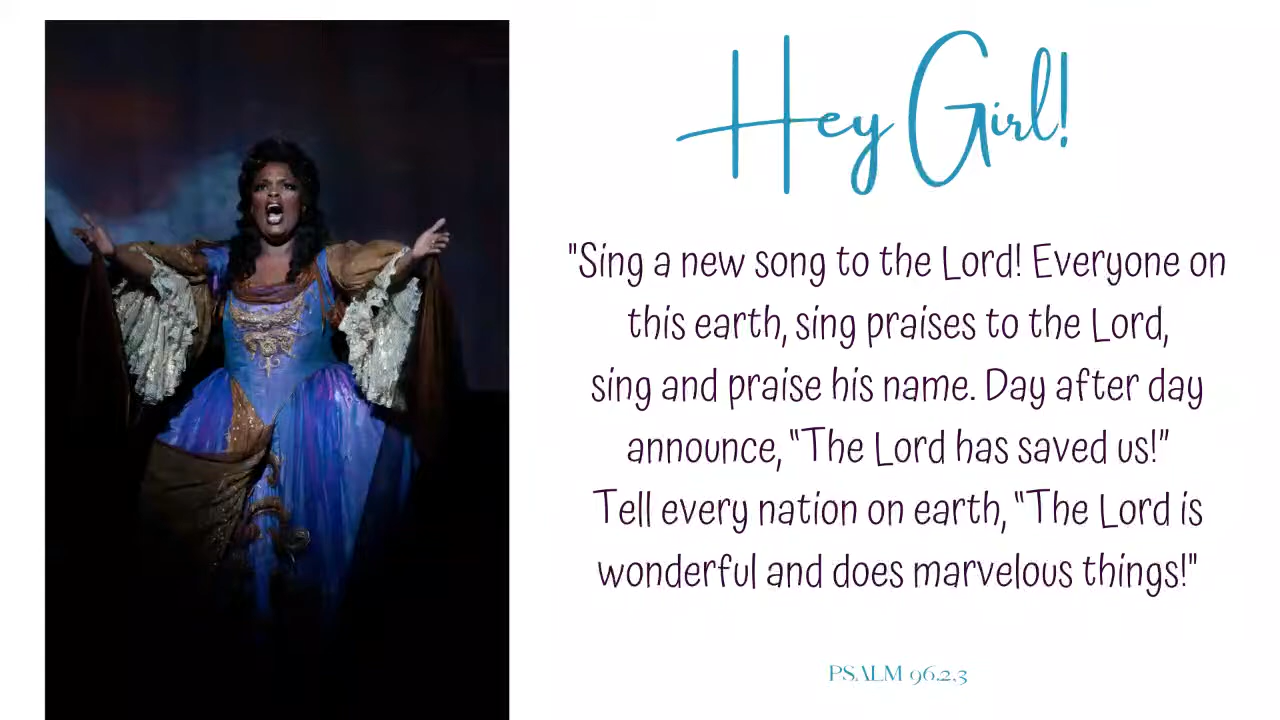 Hey Girl!
"Sing a new song to the Lord! Everyone on
this earth, sing praises to the Lord,
sing and praise his name. Day after day
announce, “The Lord has saved us!”
Tell every nation on earth, “The Lord is
wonderful and does marvelous things!"
PSALM 96.2,3